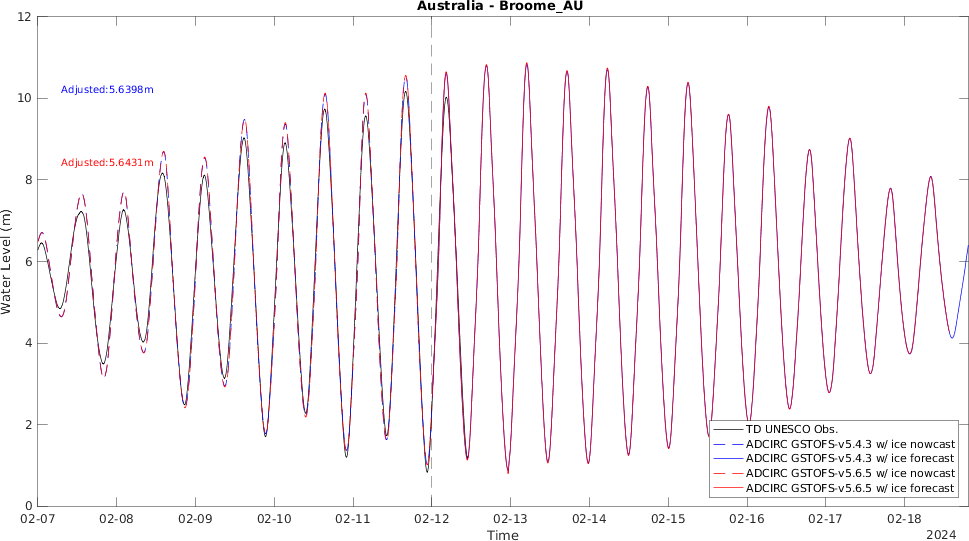 Australia - Broome_AU
12
10
8
6
4
2
0
Water Level (m)
Adjusted:5.6398m
Adjusted:5.6431m
TD UNESCO Obs.
ADCIRC GSTOFS-v5.4.3 w/ ice nowcast
ADCIRC GSTOFS-v5.4.3 w/ ice forecast
ADCIRC GSTOFS-v5.6.5 w/ ice nowcast
ADCIRC GSTOFS-v5.6.5 w/ ice forecast
02-07 02-08 02-09 02-10 02-11 02-12 02-13 02-14 02-15 02-16 02-17 02-18
Time
2024